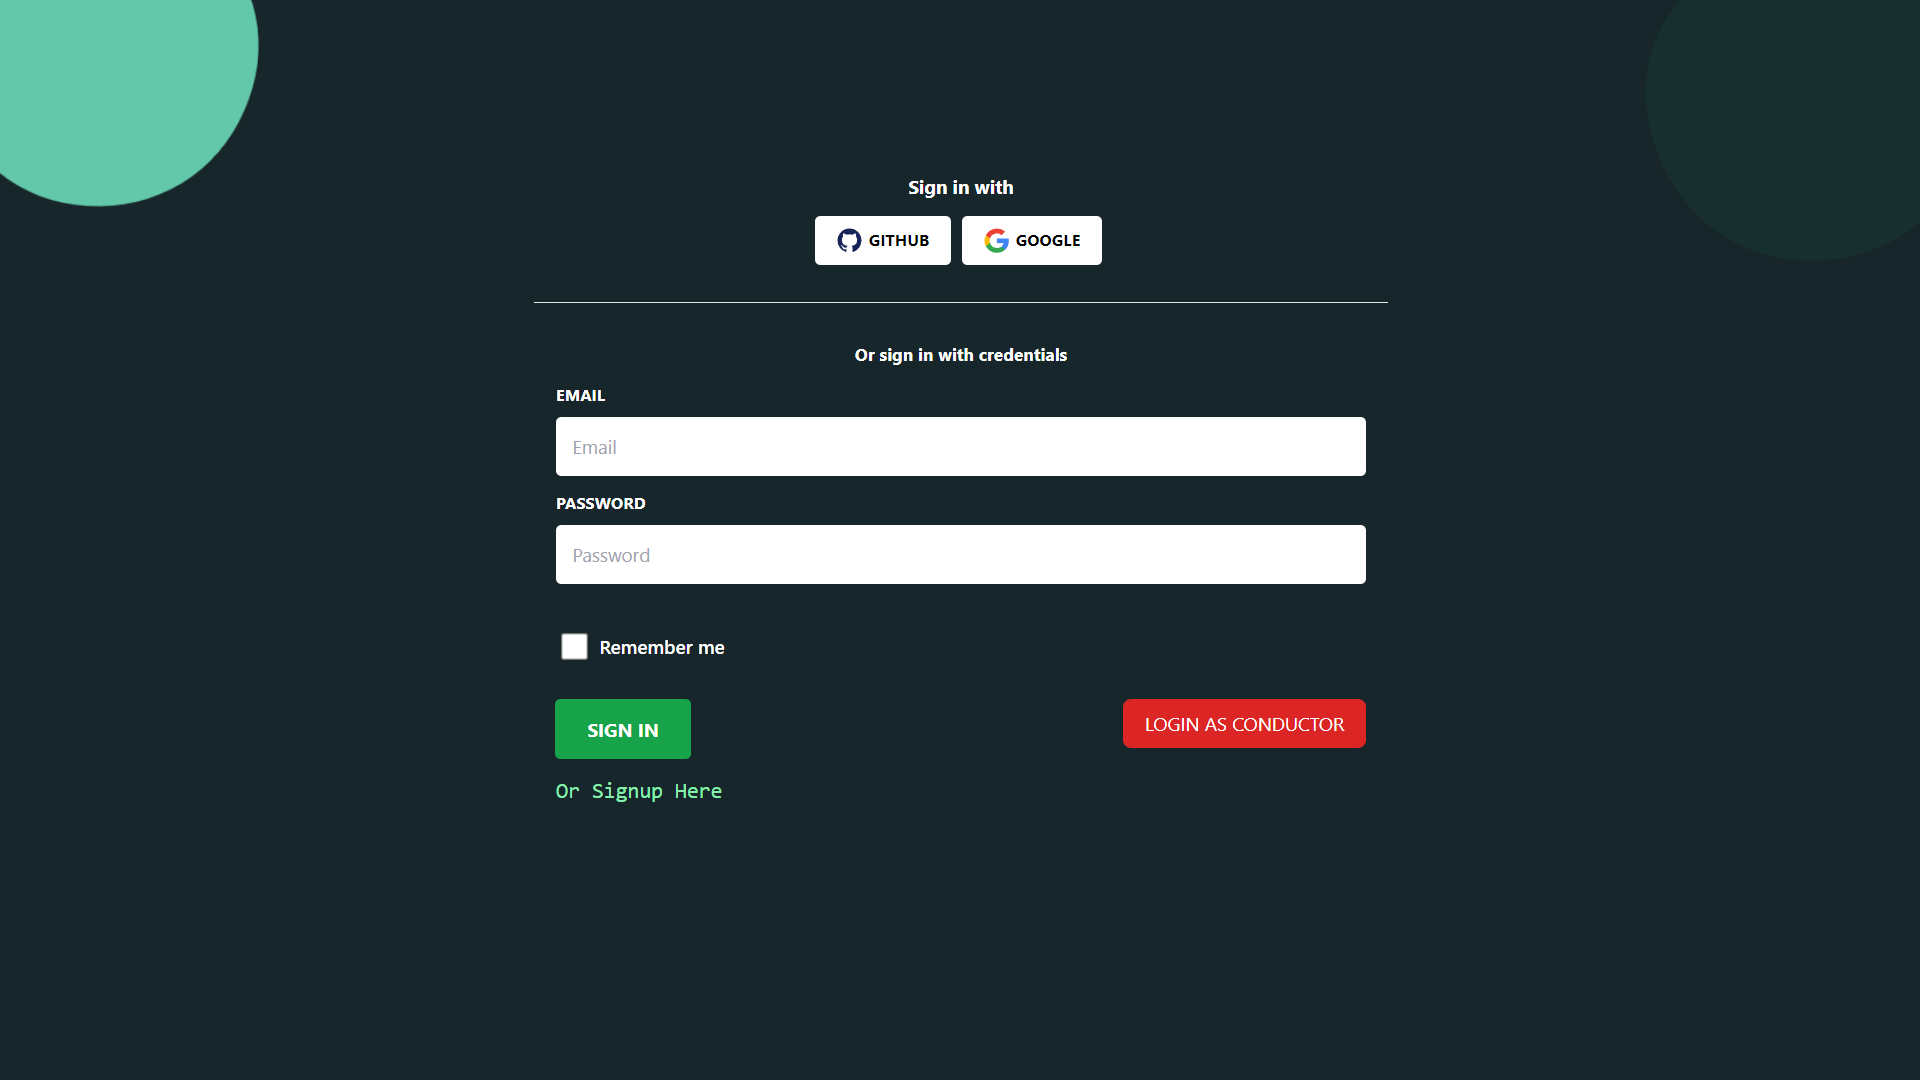 Sign in with
GITHUB GOOGLE
Or sign in with credentials
EMAIL
Email
PASSWORD
Password
Remember me
SIGN IN LOGIN AS CONDUCTOR
Or Signup Here